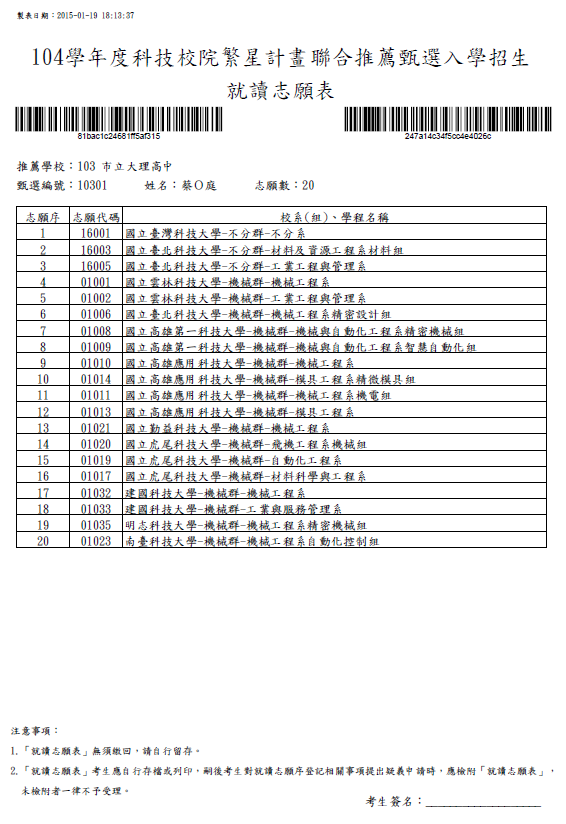 製表日期：2015-01-19 18:13:37
104學年度科技校院繁星計畫聯合推薦甄選入學招生
就讀志願表
81bac1c24681ff5af315 247a14c34f5cc4e4026c
推薦學校：103 市立大理高中
甄選編號：10301 姓名：蔡O庭 志願數：20
志願序 志願代碼 校系(組)、學程名稱
1 16001 國立臺灣科技大學-不分群-不分系
2 16003 國立臺北科技大學-不分群-材料及資源工程系材料組
3 16005 國立臺北科技大學-不分群-工業工程與管理系
4 01001 國立雲林科技大學-機械群-機械工程系
5 01002 國立雲林科技大學-機械群-工業工程與管理系
6 01006 國立臺北科技大學-機械群-機械工程系精密設計組
7 01008 國立高雄第一科技大學-機械群-機械與自動化工程系精密機械組
8 01009 國立高雄第一科技大學-機械群-機械與自動化工程系智慧自動化組
9 01010 國立高雄應用科技大學-機械群-機械工程系
10 01014 國立高雄應用科技大學-機械群-模具工程系精微模具組
11 01011 國立高雄應用科技大學-機械群-機械工程系機電組
12 01013 國立高雄應用科技大學-機械群-模具工程系
13 01021 國立勤益科技大學-機械群-機械工程系
14 01020 國立虎尾科技大學-機械群-飛機工程系機械組
15 01019 國立虎尾科技大學-機械群-自動化工程系
16 01017 國立虎尾科技大學-機械群-材料科學與工程系
17 01032 建國科技大學-機械群-機械工程系
18 01033 建國科技大學-機械群-工業與服務管理系
19 01035 明志科技大學-機械群-機械工程系精密機械組
20 01023 南臺科技大學-機械群-機械工程系自動化控制組
注意事項：
1.「就讀志願表」無須繳回，請自行留存。
2.「就讀志願表」考生應自行存檔或列印，嗣後考生對就讀志願序登記相關事項提出疑義申請時，應檢附「就讀志願表」，
未檢附者一律不予受理。
考生簽名：____________________